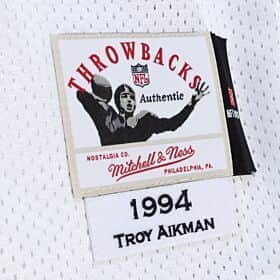 THROWBACKS
NFL
Authentic
NOSTALGIA CO.
Mitchell & Ness
PHILADELPHIA, PA.
1994
TROY AIKMAN